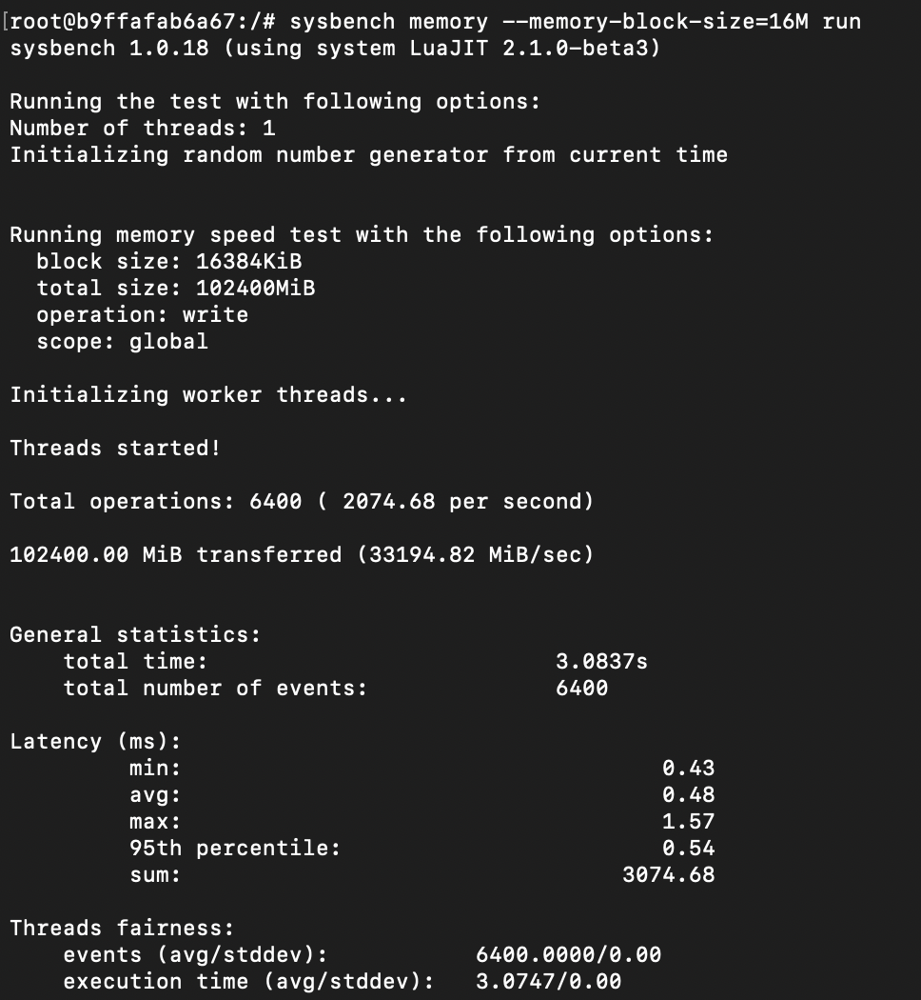 [root@b9ffafab6a67:/# sysbench memory --memory-block-size=16M run
sysbench 1.0.18 (using system LuaJIT 2.1.0-beta3)
Running the test with following options:
Number of threads: 1
Initializing random number generator from current time
Running memory speed test with the following options:
block size: 16384KiB
total size: 102400MiB
operation: write
scope: global
Initializing worker threads...
Threads started!
Total operations: 6400 ( 2074.68 per second)
102400.00 MiB transferred (33194.82 MiB/sec)
General statistics:
total time: 3.0837s
total number of events: 6400
Latency (ms):
min: 0.43
avg: 0.48
max: 1.57
95th percentile: 0.54
sum: 3074.68
Threads fairness:
events (avg/stddev): 6400.0000/0.00
execution time (avg/stddev): 3.0747/0.00